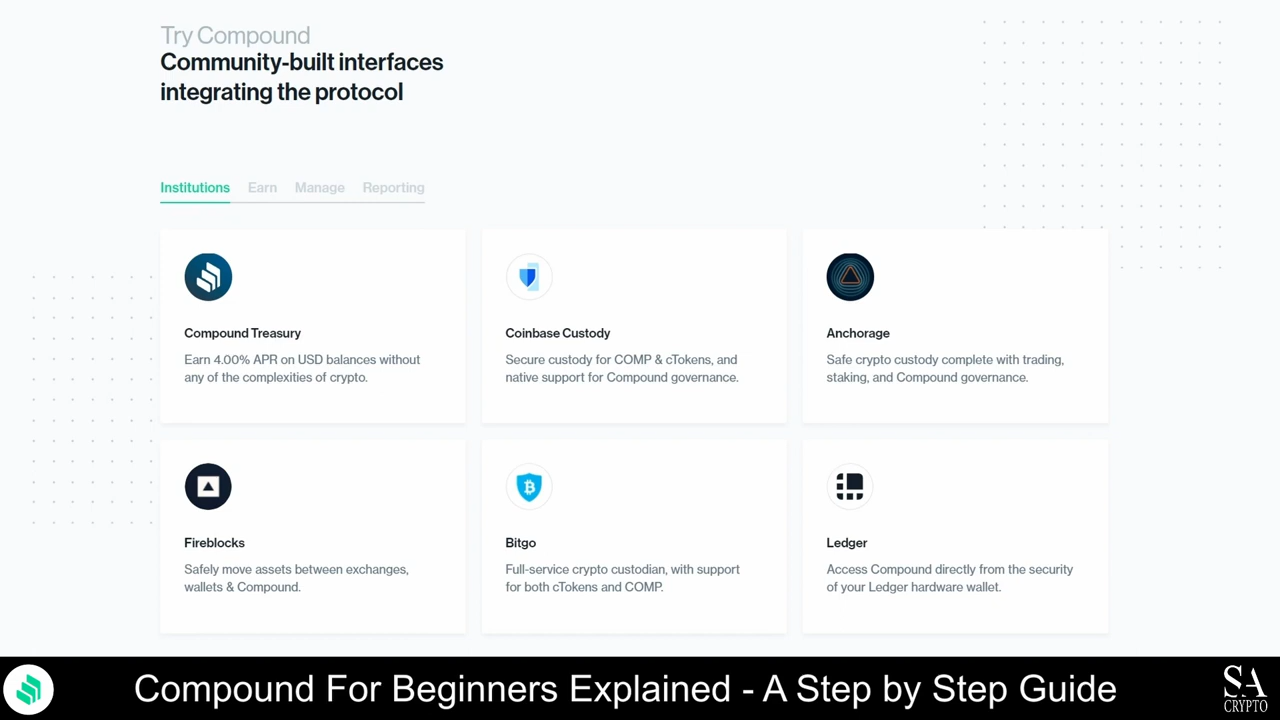 Try Compound
Community-built interfaces
integrating the protocol
Institutions Earn Manage Reporting
Compound Treasury
Earn 4.00% APR on USD balances without
any of the complexities of crypto.
Coinbase Custody
Secure custody for COMP & cTokens, and
native support for Compound governance.
Anchorage
Safe crypto custody complete with trading,
staking, and Compound governance.
Fireblocks
Safely move assets between exchanges,
wallets & Compound.
Bitgo
Full-service crypto custodian, with support
for both cTokens and COMP.
Ledger
Access Compound directly from the security
of your Ledger hardware wallet.
Compound For Beginners Explained - A Step by Step Guide
SA
CRYPTO